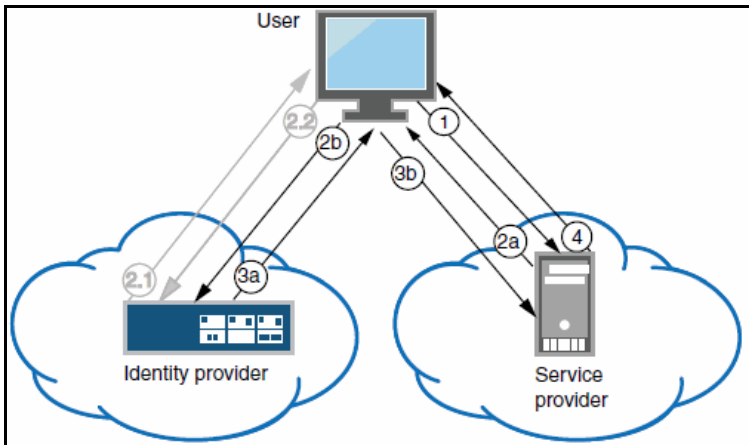 User
2.2
1
2b
3b
2a
4
2.1
3a
Identity provider
Service
provider